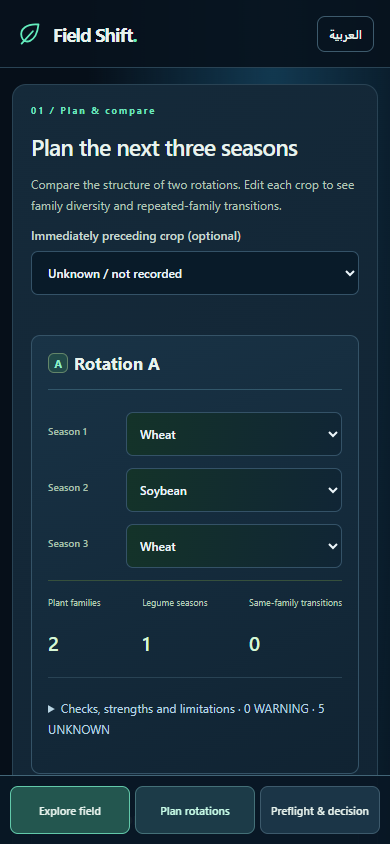 Field Shift.
العربية
01 / Plan & compare
Plan the next three seasons
Compare the structure of two rotations. Edit each crop to see
family diversity and repeated-family transitions.
Immediately preceding crop (optional)
Unknown / not recorded
A Rotation A
Season 1 Wheat
Season 2 Soybean
Season 3 Wheat
Plant families Legume seasons Same-family transitions
2 1 0
Checks, strengths and limitations · 0 WARNING · 5
UNKNOWN
Explore field Plan rotations Preflight & decision